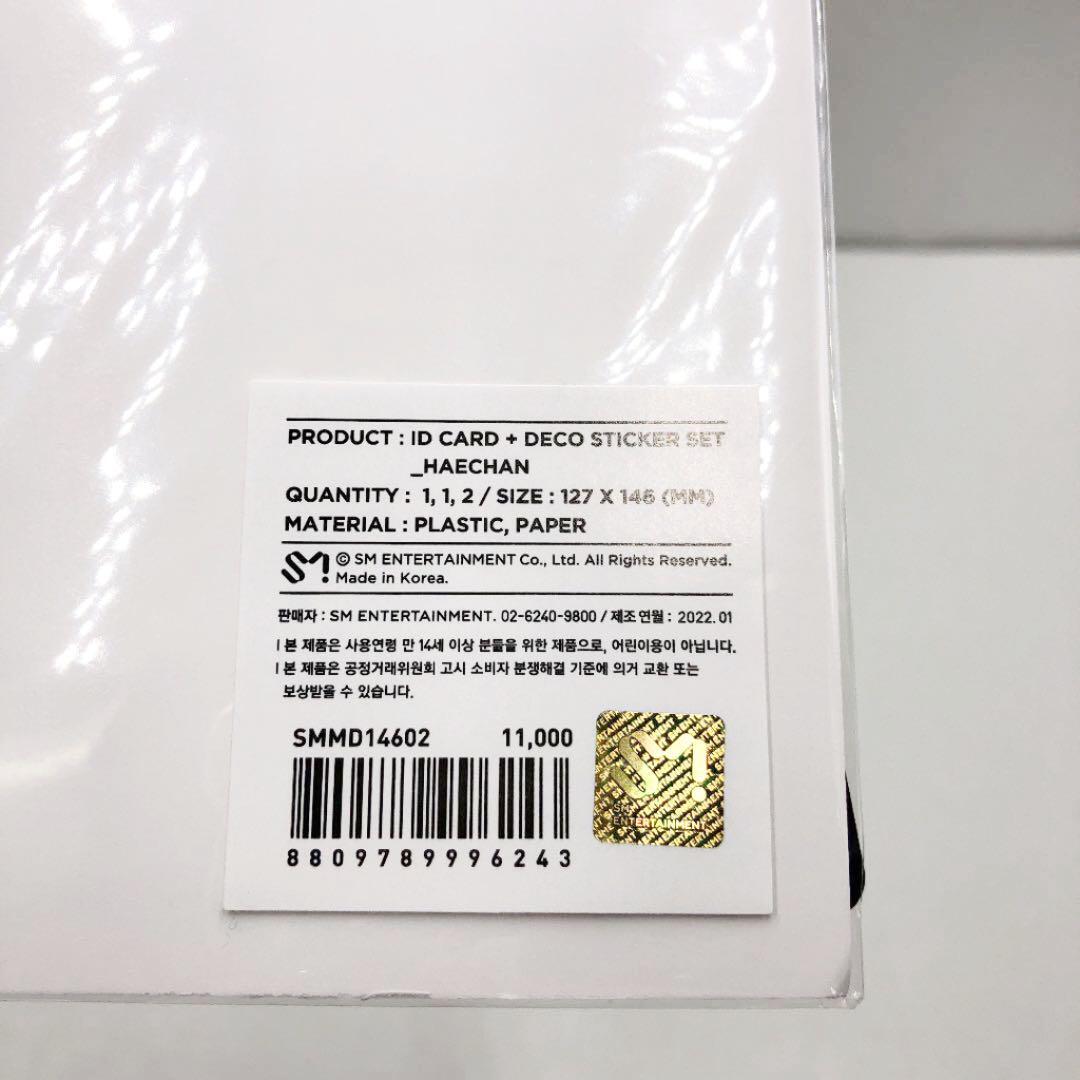 PRODUCT : ID CARD + DECO STICKER SET
_HAECHAN
QUANTITY : 1, 1, 2 / SIZE : 127 X 146 (MM)
MATERIAL : PLASTIC, PAPER
SM! © SM ENTERTAINMENT Co., Ltd. All Rights Reserved.
Made in Korea.
판매자 : SM ENTERTAINMENT. 02-6240-9800 / 제조연월 : 2022. 01
| 본 제품은 사용연령 만 14세 이상 분들을 위한 제품으로, 어린이용이 아닙니다.
| 본 제품은 공정거래위원회 고시 소비자 분쟁해결 기준에 의거 교환 또는
보상받을 수 있습니다.
SMMD14602 11,000
8809789996243
SM!
SM
ENTERTAINMENT